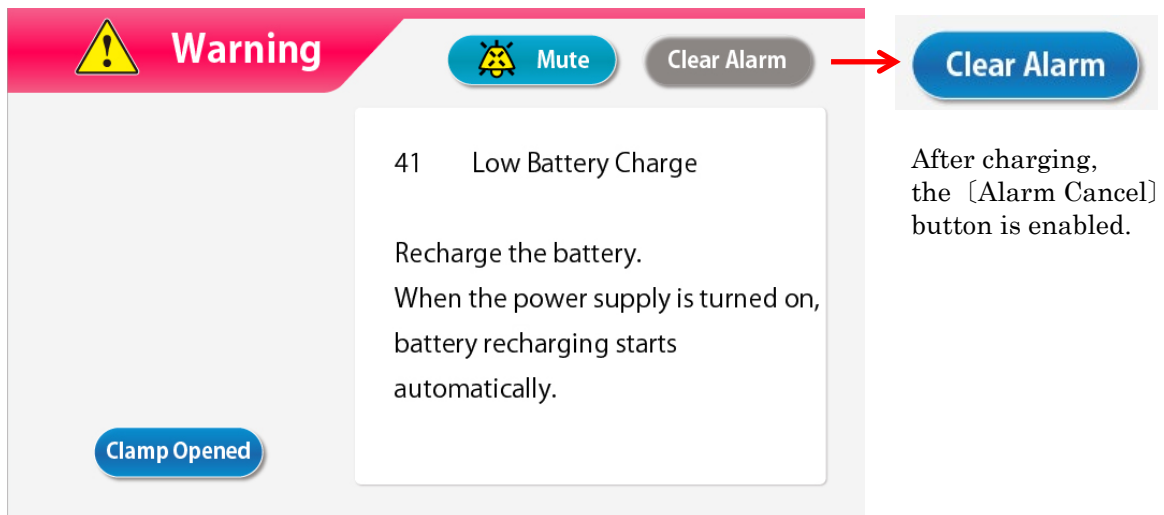 Warning
Mute
Clear Alarm
Clear Alarm
41 Low Battery Charge
Recharge the battery.
When the power supply is turned on,
battery recharging starts
automatically.
Clamp Opened
After charging,
the〔Alarm Cancel〕
button is enabled.